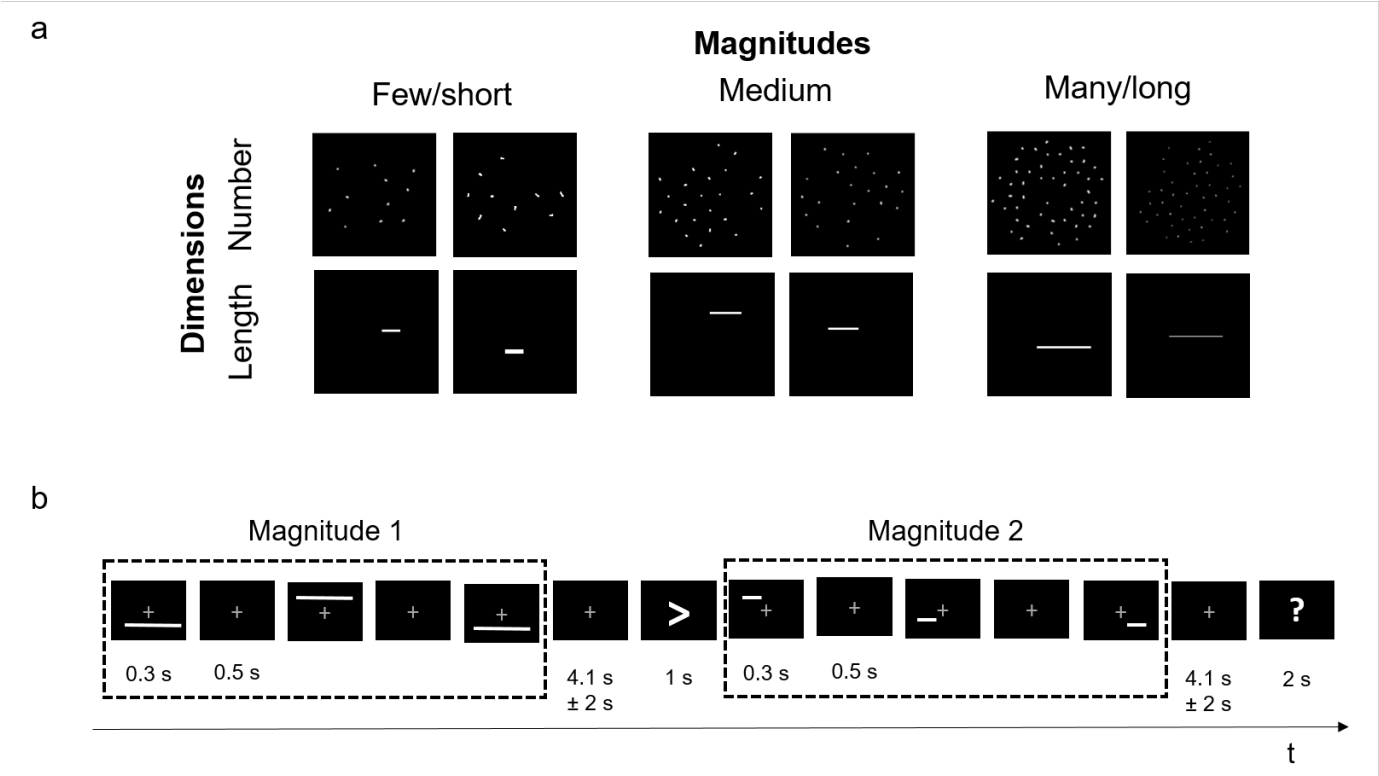 a
Magnitudes
Few/short
Medium
Many/long
Dimensions
Number
Length
b
Magnitude 1
Magnitude 2
>
?
0.3 s
0.5 s
4.1 s
± 2 s
1 s
0.3 s
0.5 s
4.1 s
± 2 s
2 s
t